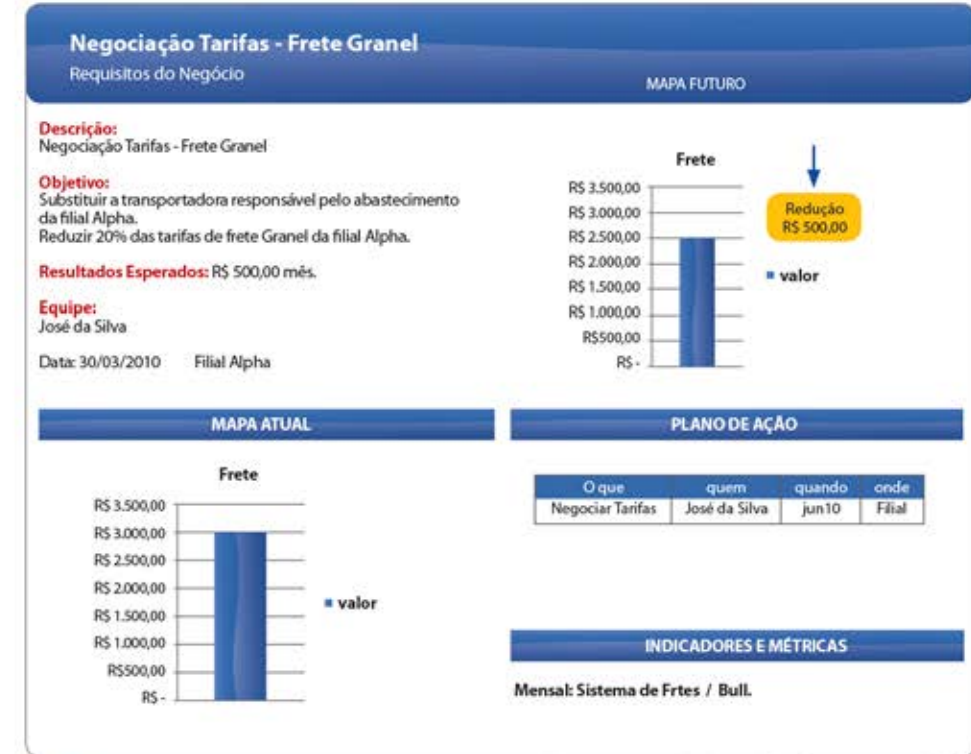 Negociação Tarifas - Frete Granel
Requisitos do Negócio
MAPA FUTURO
Descrição:
Negociação Tarifas - Frete Granel
Objetivo:
Substituir a transportadora responsável pelo abastecimento
da filial Alpha.
Reduzir 20% das tarifas de frete Granel da filial Alpha.
Resultados Esperados: R$ 500,00 mês.
Equipe:
José da Silva
Data: 30/03/2010 Filial Alpha
Frete
R$ 3.500,00
R$ 3.000,00
R$ 2.500,00
R$ 2.000,00
R$ 1.500,00
R$ 1.000,00
R$500,00
R$ -
Redução
R$ 500,00
valor
MAPA ATUAL
Frete
R$ 3.500,00
R$ 3.000,00
R$ 2.500,00
R$ 2.000,00
R$ 1.500,00
R$ 1.000,00
R$500,00
R$ -
valor
PLANO DE AÇÃO
O que quem quando onde
Negociar Tarifas José da Silva jun10 Filial
INDICADORES E MÉTRICAS
Mensal: Sistema de Frtes / Bull.